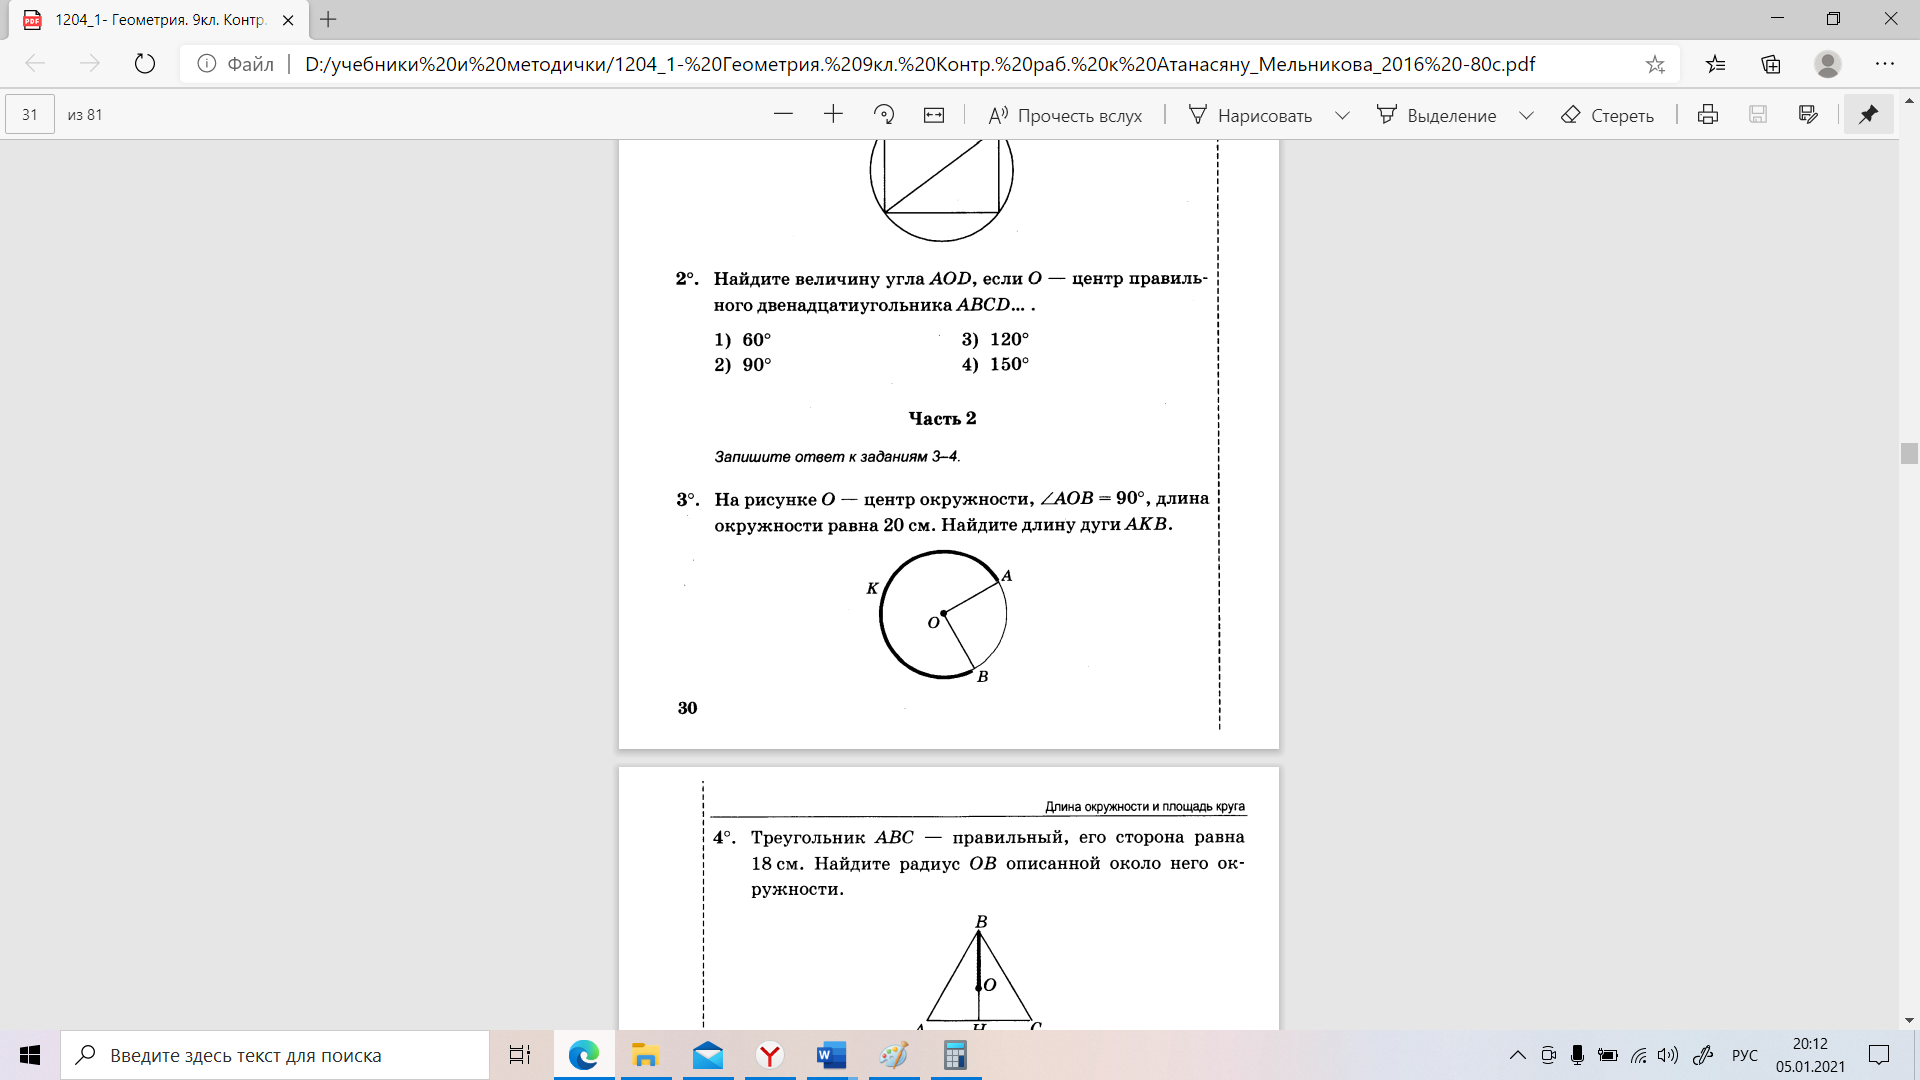 1204_1- Геометрия. 9кл. Контр.
Файл
D:/учебники%20и%20методички/1204_1-%20Геометрия.%209кл.%20Контр.%20раб.%20к%20Атанасяну_Мельникова_2016%20-80с.pdf
31 из 81
Прочесть вслух
Нарисовать
Выделение
Стереть
2°. Найдите величину угла AOD, если O — центр правиль-
ного двенадцатиугольника ABCD... .
1) 60° 3) 120°
2) 90° 4) 150°
Часть 2
Запишите ответ к заданиям 3–4.
3°. На рисунке O — центр окружности, ∠AOB = 90°, длина
окружности равна 20 см. Найдите длину дуги AKB.
K
A
O
B
30
Длина окружности и площадь круга
4°. Треугольник ABC — правильный, его сторона равна
18 см. Найдите радиус OB описанной около него ок-
ружности.
B
O
A H C
Введите здесь текст для поиска
РУС
20:12
05.01.2021